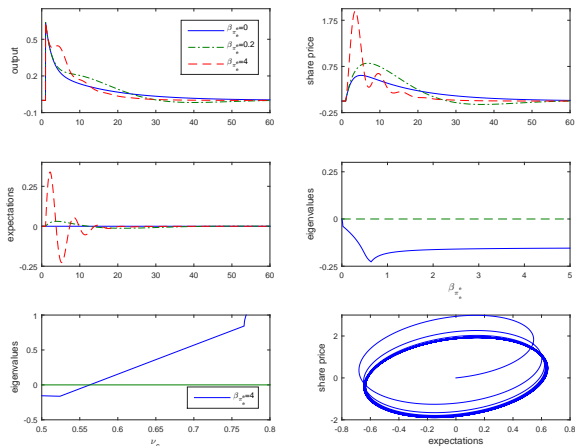 output
0.5
0.2
-0.1
0 10 20 30 40 50 60
β_{π_e^e}=0
β_{π_e^e}=0.2
β_{π_e^e}=4
share price
1.75
0.75
0
0 10 20 30 40 50 60
expectations
0.25
0
-0.25
0 20 40 60
eigenvalues
0.25
0
-0.25
0 1 2 3 4 5
β_{π_e^e}
eigenvalues
1
0.5
0
-0.5
0.5 0.55 0.6 0.65 0.7 0.75 0.8
β_{π_e^e}=4
share price
2
0
-2
-0.8 -0.6 -0.4 -0.2 0.0 0.2 0.4 0.6 0.8
expectations